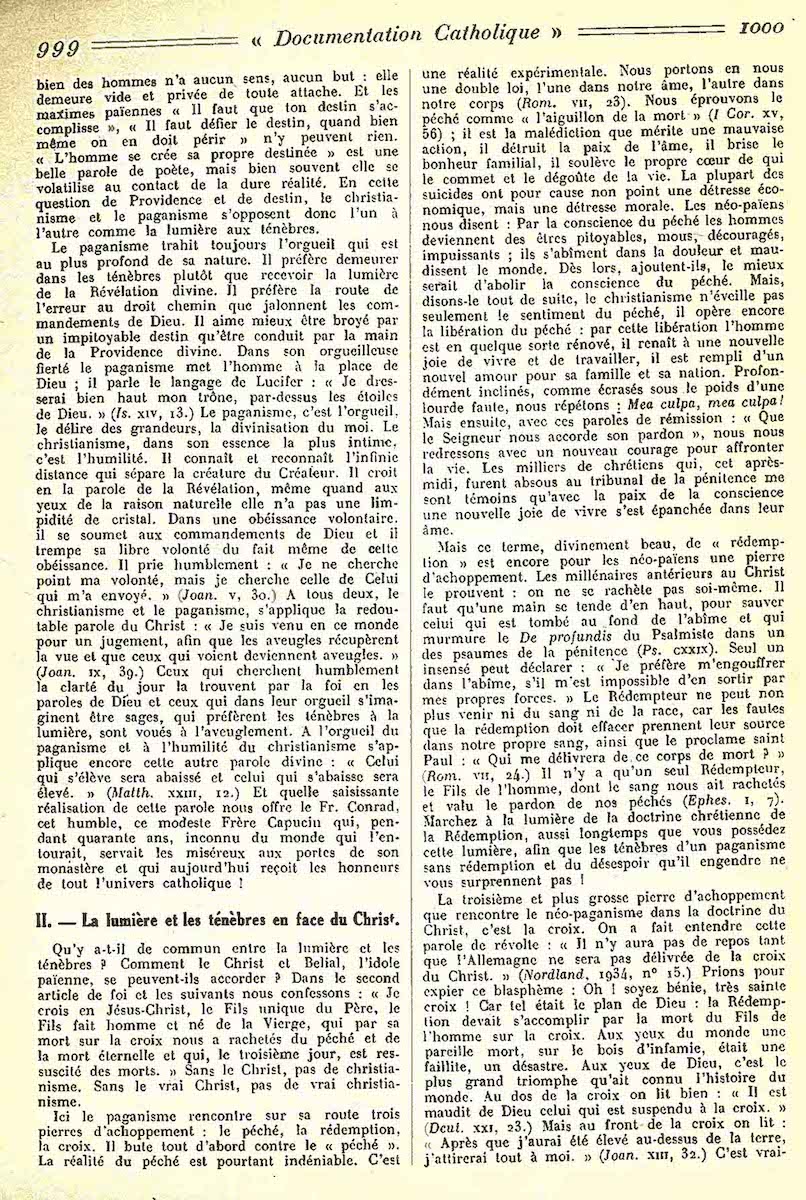 999
« Documentation Catholique »
1000
bien des hommes n'a aucun sens, aucun but : elle
demeure vide et privée de toute attache. Et les
maximes païennes « Il faut que ton destin s'ac-
complisse », « Il faut défier le destin, quand bien
même on en doit périr » n'y peuvent rien.
« L'homme se crée sa propre destinée » est une
belle parole de poète, mais bien souvent elle se
volatilise au contact de la dure réalité. En cette
question de Providence et de destin, le christia-
nisme et le paganisme s'opposent donc l'un à
l'autre comme la lumière aux ténèbres.
Le paganisme trahit toujours l'orgueil qui est
au plus profond de sa nature. Il préfère demeurer
dans les ténèbres plutôt que recevoir la lumière
de la Révélation divine. Il préfère la route de
l'erreur au droit chemin que jalonnent les com-
mandements de Dieu. Il aime mieux être broyé par
un impitoyable destin qu'être conduit par la main
de la Providence divine. Dans son orgueilleuse
fierté le paganisme met l'homme à la place de
Dieu ; il parle le langage de Lucifer : « Je dres-
serai bien haut mon trône, par-dessus les étoiles
de Dieu. » (Is. XIV, 13.) Le paganisme, c'est l'orgueil,
le délire des grandeurs, la divinisation du moi. Le
christianisme, dans son essence la plus intime,
c'est l'humilité. Il connaît et reconnaît l'infinie
distance qui sépare la créature du Créateur. Il croit
en la parole de la Révélation, même quand aux
yeux de la raison naturelle elle n'a pas une lim-
pidité de cristal. Dans une obéissance volontaire,
il se soumet aux commandements de Dieu et il
trempe sa libre volonté du fait même de cette
obéissance. Il prie humblement : « Je ne cherche
point ma volonté, mais je cherche celle de Celui
qui m'a envoyé. » (Joan. V, 30.) A tous deux, le
christianisme et le paganisme, s'applique la redou-
table parole du Christ : « Je suis venu en ce monde
pour un jugement, afin que les aveugles récupèrent
la vue et que ceux qui voient deviennent aveugles. »
(Joan. IX, 39.) Ceux qui cherchent humblement
la clarté du jour la trouvent par la foi en les
paroles de Dieu et ceux qui dans leur orgueil s'ima-
ginent être sages, qui préfèrent les ténèbres à la
lumière, sont voués à l'aveuglement. A l'orgueil du
paganisme et à l'humilité du christianisme s'ap-
plique encore cette autre parole divine : « Celui
qui s'élève sera abaissé et celui qui s'abaisse sera
élevé. » (Matth. XXIII, 12.) Et quelle saisissante
réalisation de cette parole nous offre le Fr. Conrad,
cet humble, ce modeste Frère Capucin qui, pen-
dant quarante ans, inconnu du monde qui l'en-
tourait, servait les miséreux aux portes de son
monastère et qui aujourd'hui reçoit les honneurs
de tout l'univers catholique !
II. — La lumière et les ténèbres en face du Christ.
Qu'y a-t-il de commun entre la lumière et les
ténèbres ? Comment le Christ et Belial, l'idole
païenne, se peuvent-ils accorder ? Dans le second
article de foi et les suivants nous confessons : « Je
crois en Jésus-Christ, le Fils unique du Père, le
Fils fait homme et né de la Vierge, qui par sa
mort sur la croix nous a rachetés du péché et de
la mort éternelle et qui, le troisième jour, est res-
suscité des morts. » Sans le Christ, pas de christia-
nisme. Sans le vrai Christ, pas de vrai christia-
nisme.
Ici le paganisme rencontre sur sa route trois
pierres d'achoppement : le péché, la rédemption,
la croix. Il bute tout d'abord contre le « péché ».
La réalité du péché est pourtant indéniable. C'est
une réalité expérimentale. Nous portons en nous
une double loi, l'une dans notre âme, l'autre dans
notre corps (Rom. VII, 23). Nous éprouvons le
péché comme « l'aiguillon de la mort » (I Cor. XV,
56) ; il est la malédiction que mérite une mauvaise
action, il détruit la paix de l'âme, il brise le
bonheur familial, il soulève le propre cœur de qui
le commet et le dégoûte de la vie. La plupart des
suicides ont pour cause non point une détresse éco-
nomique, mais une détresse morale. Les néo-païens
nous disent : Par la conscience du péché les hommes
deviennent des êtres pitoyables, mous, découragés,
impuissants ; ils s'abîment dans la douleur et mau-
dissent le monde. Dès lors, ajoutent-ils, le mieux
serait d'abolir la conscience du péché. Mais,
disons-le tout de suite, le christianisme n'éveille pas
seulement le sentiment du péché, il opère encore
la libération du péché : par cette libération l'homme
est en quelque sorte rénové, il renaît à une nouvelle
joie de vivre et de travailler, il est rempli d'un
nouvel amour pour sa famille et sa nation. Profon-
dément inclinés, comme écrasés sous le poids d'une
lourde faute, nous répétons : Mea culpa, mea culpa!
Mais ensuite, avec ces paroles de rémission : « Que
le Seigneur nous accorde son pardon », nous nous
redressons avec un nouveau courage pour affronter
la vie. Les milliers de chrétiens qui, cet après-
midi, furent absous au tribunal de la pénitence me
sont témoins qu'avec la paix de la conscience
une nouvelle joie de vivre s'est épanchée dans leur
âme.
Mais ce terme, divinement beau, de « rédemp-
tion » est encore pour les néo-païens une pierre
d'achoppement. Les millénaires antérieurs au Christ
le prouvent : on ne se rachète pas soi-même. Il
faut qu'une main se tende d'en haut, pour sauver
celui qui est tombé au fond de l'abîme et qui
murmure le De profundis du Psalmiste dans un
des psaumes de la pénitence (Ps. CXXIX). Seul un
insensé peut déclarer : « Je préfère m'engouffrer
dans l'abîme, s'il m'est impossible d'en sortir par
mes propres forces. » Le Rédempteur ne peut non
plus venir ni du sang ni de la race, car les fautes
que la rédemption doit effacer prennent leur source
dans notre propre sang, ainsi que le proclame saint
Paul : « Qui me délivrera de ce corps de mort ? »
(Rom. VII, 24.) Il n'y a qu'un seul Rédempteur,
le Fils de l'homme, dont le sang nous ait rachetés
et valu le pardon de nos péchés (Ephes. I, 7).
Marchez à la lumière de la doctrine chrétienne de
la Rédemption, aussi longtemps que vous possédez
cette lumière, afin que les ténèbres d'un paganisme
sans rédemption et du désespoir qu'il engendre ne
vous surprennent pas !
La troisième et plus grosse pierre d'achoppement
que rencontre le néo-paganisme dans la doctrine du
Christ, c'est la croix. On a fait entendre cette
parole de révolte : « Il n'y aura pas de repos tant
que l'Allemagne ne sera pas délivrée de la croix
du Christ. » (Nordland, 1934, n° 15.) Prions pour
expier ce blasphème : Oh ! soyez bénie, très sainte
croix ! Car tel était le plan de Dieu : la Rédemp-
tion devait s'accomplir par la mort du Fils de
l'homme sur la croix. Aux yeux du monde une
pareille mort, sur le bois d'infamie, était une
faillite, un désastre. Aux yeux de Dieu, c'est le
plus grand triomphe qu'ait connu l'histoire du
monde. Au dos de la croix on lit bien : « Il est
maudit de Dieu celui qui est suspendu à la croix. »
(Deut. XXI, 23.) Mais au front de la croix on lit :
« Après que j'aurai été élevé au-dessus de la terre,
j'attirerai tout à moi. » (Joan. XIII, 32.) C'est vrai-